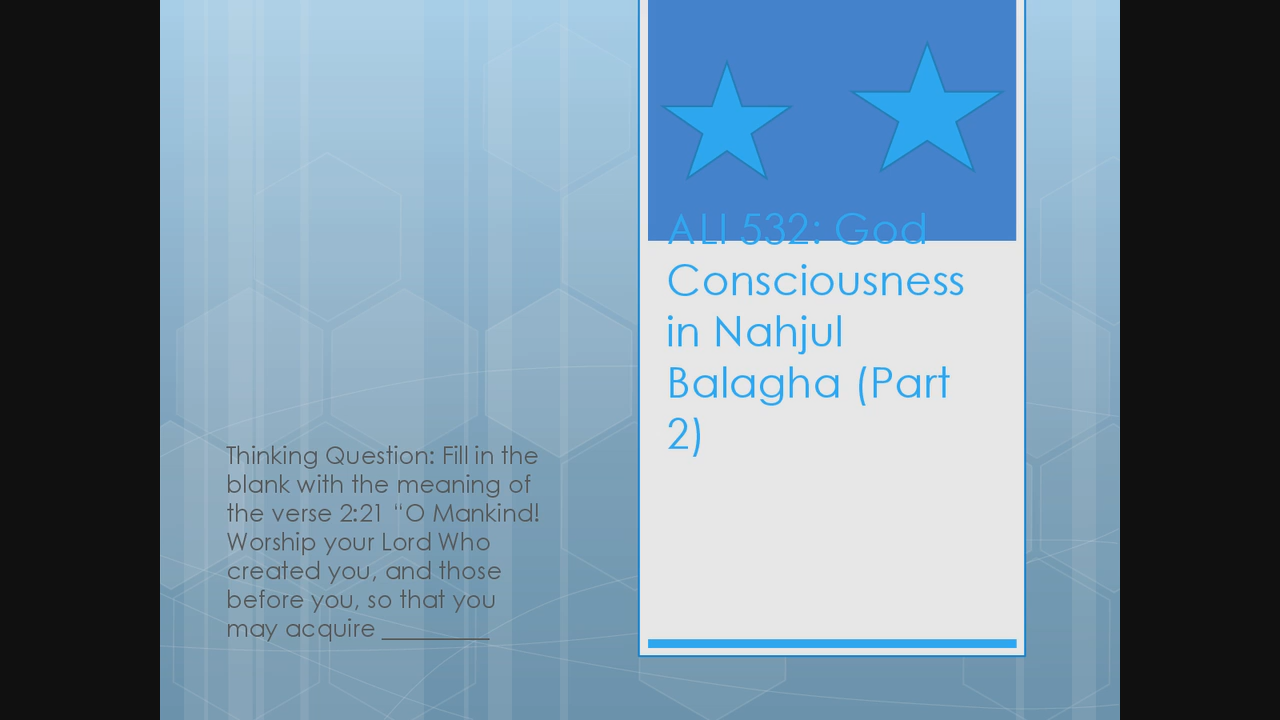 ALI 532: God
Consciousness
in Nahjul
Balagha (Part
2)
Thinking Question: Fill in the
blank with the meaning of
the verse 2:21 “O Mankind!
Worship your Lord Who
created you, and those
before you, so that you
may acquire _________